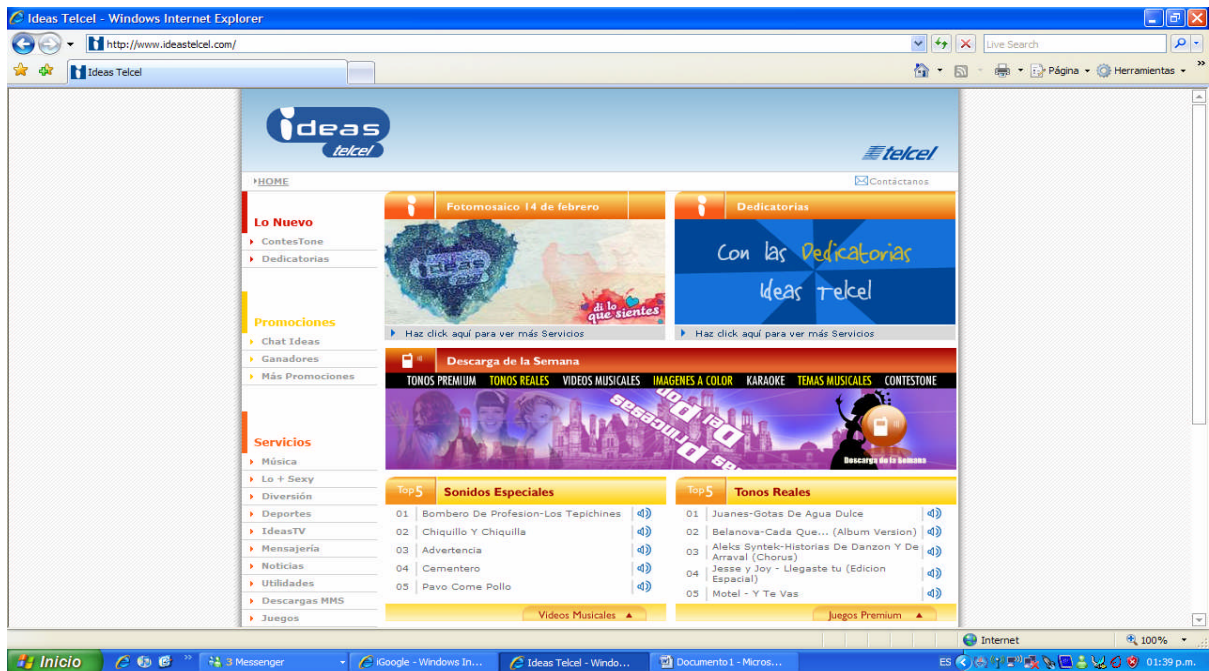 Ideas Telcel - Windows Internet Explorer
http://www.ideastelcel.com/
Live Search
Ideas Telcel
Página
Herramientas
ideas
telcel
telcel
HOME
Contáctanos
Lo Nuevo
ContesTone
Dedicatorias
Promociones
Chat Ideas
Ganadores
Más Promociones
Servicios
Música
Lo + Sexy
Diversión
Deportes
IdeasTV
Mensajería
Noticias
Utilidades
Descargas MMS
Juegos
Fotomosaico 14 de febrero
ideas
di lo
que sientes
Haz click aquí para ver más Servicios
Dedicatorias
Con las Dedicatorias
Ideas Telcel
Haz click aquí para ver más Servicios
Descarga de la Semana
TONOS PREMIUM TONOS REALES VIDEOS MUSICALES IMAGENES A COLOR KARAOKE TEMAS MUSICALES CONTESTONE
Princesas
Del Pop
Descarga de la Semana
Top 5 Sonidos Especiales
01 Bombero De Profesion-Los Tepichines
02 Chiquillo Y Chiquilla
03 Advertencia
04 Cementero
05 Pavo Come Pollo
Videos Musicales
Top 5 Tonos Reales
01 Juanes-Gotas De Agua Dulce
02 Belanova-Cada Que... (Album Version)
03 Aleks Syntek-Historias De Danzon Y De
Arraval (Chorus)
04 Jesse y Joy - Llegaste tu (Edicion
Espacial)
05 Motel - Y Te Vas
Juegos Premium
Internet
100%
Inicio
3 Messenger
iGoogle - Windows In...
Ideas Telcel - Windo...
Documento1 - Micros...
ES
01:39 p.m.